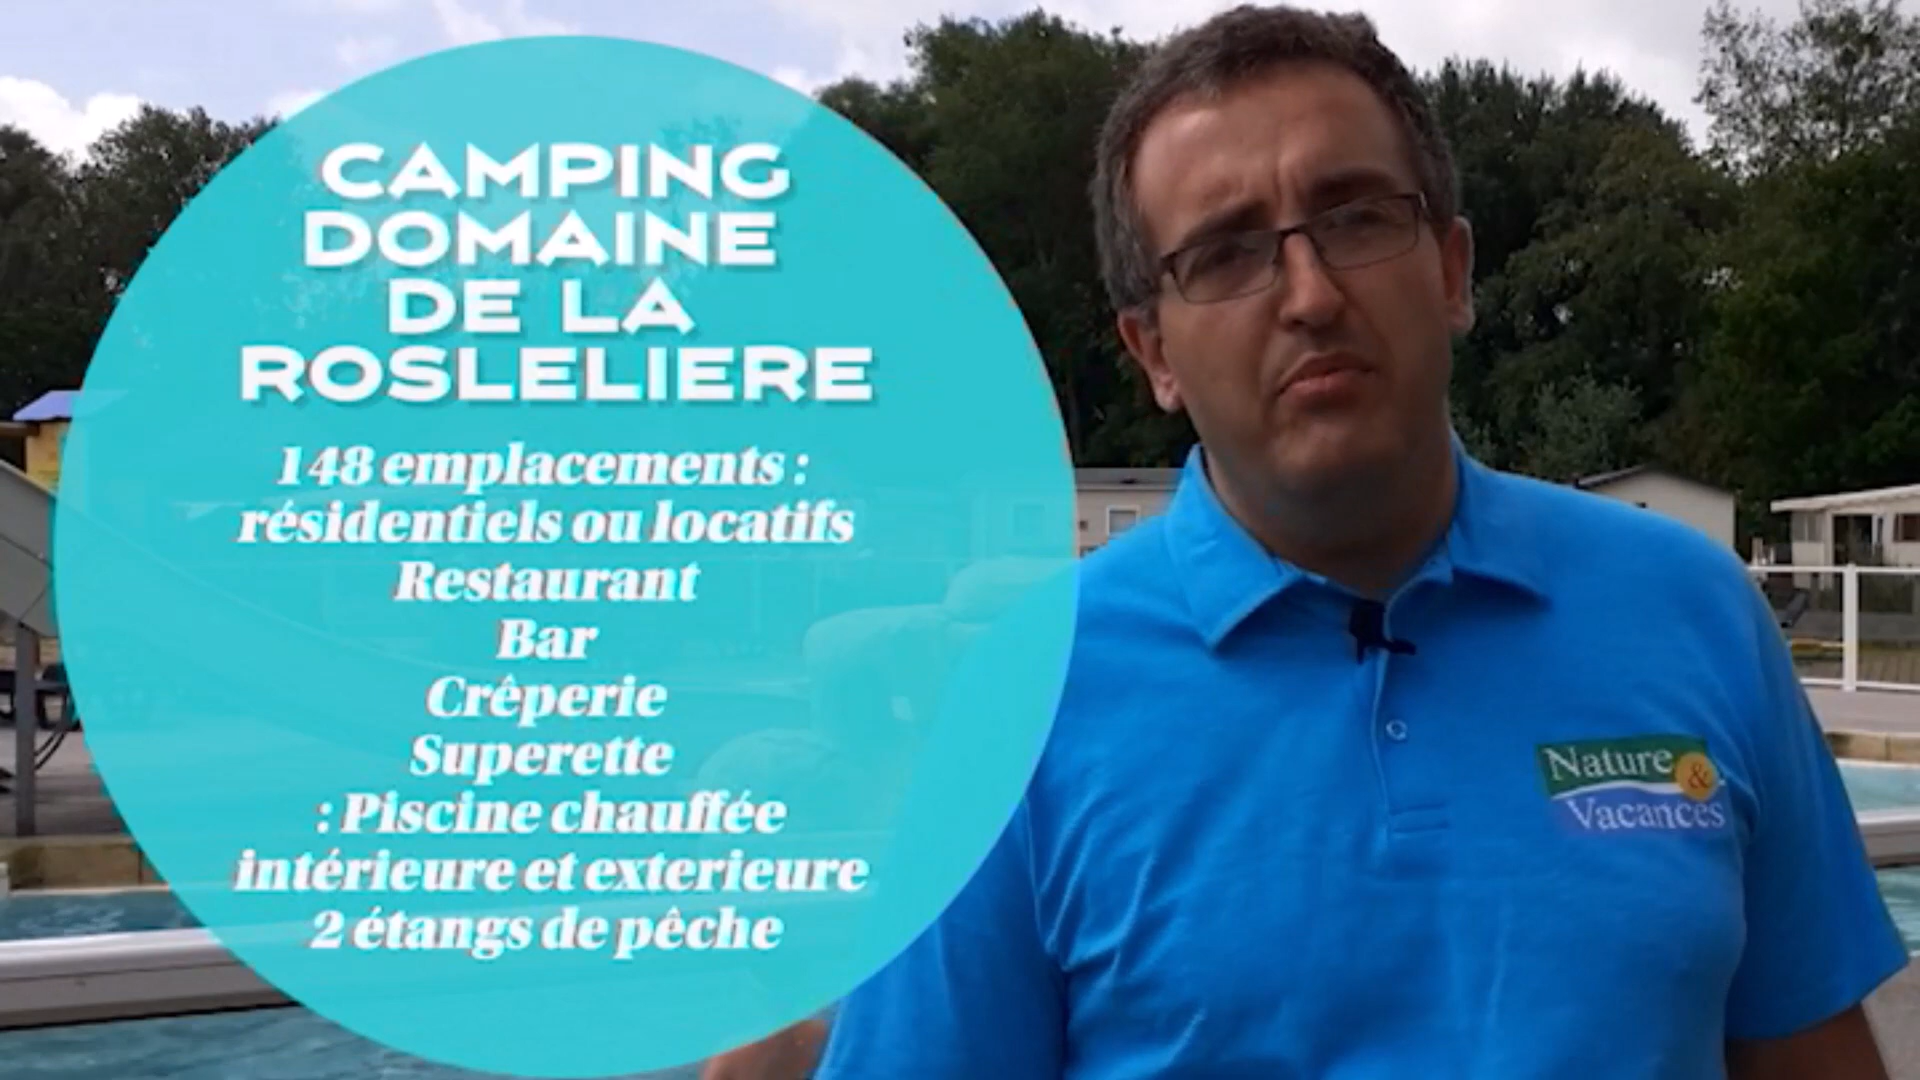 CAMPING
DOMAINE
DE LA
ROSLELIERE
148 emplacements :
résidentiels ou locatifs
Restaurant
Bar
Crêperie
Superette
: Piscine chauffée
intérieure et exterieure
2 étangs de pêche
Nature &
Vacances